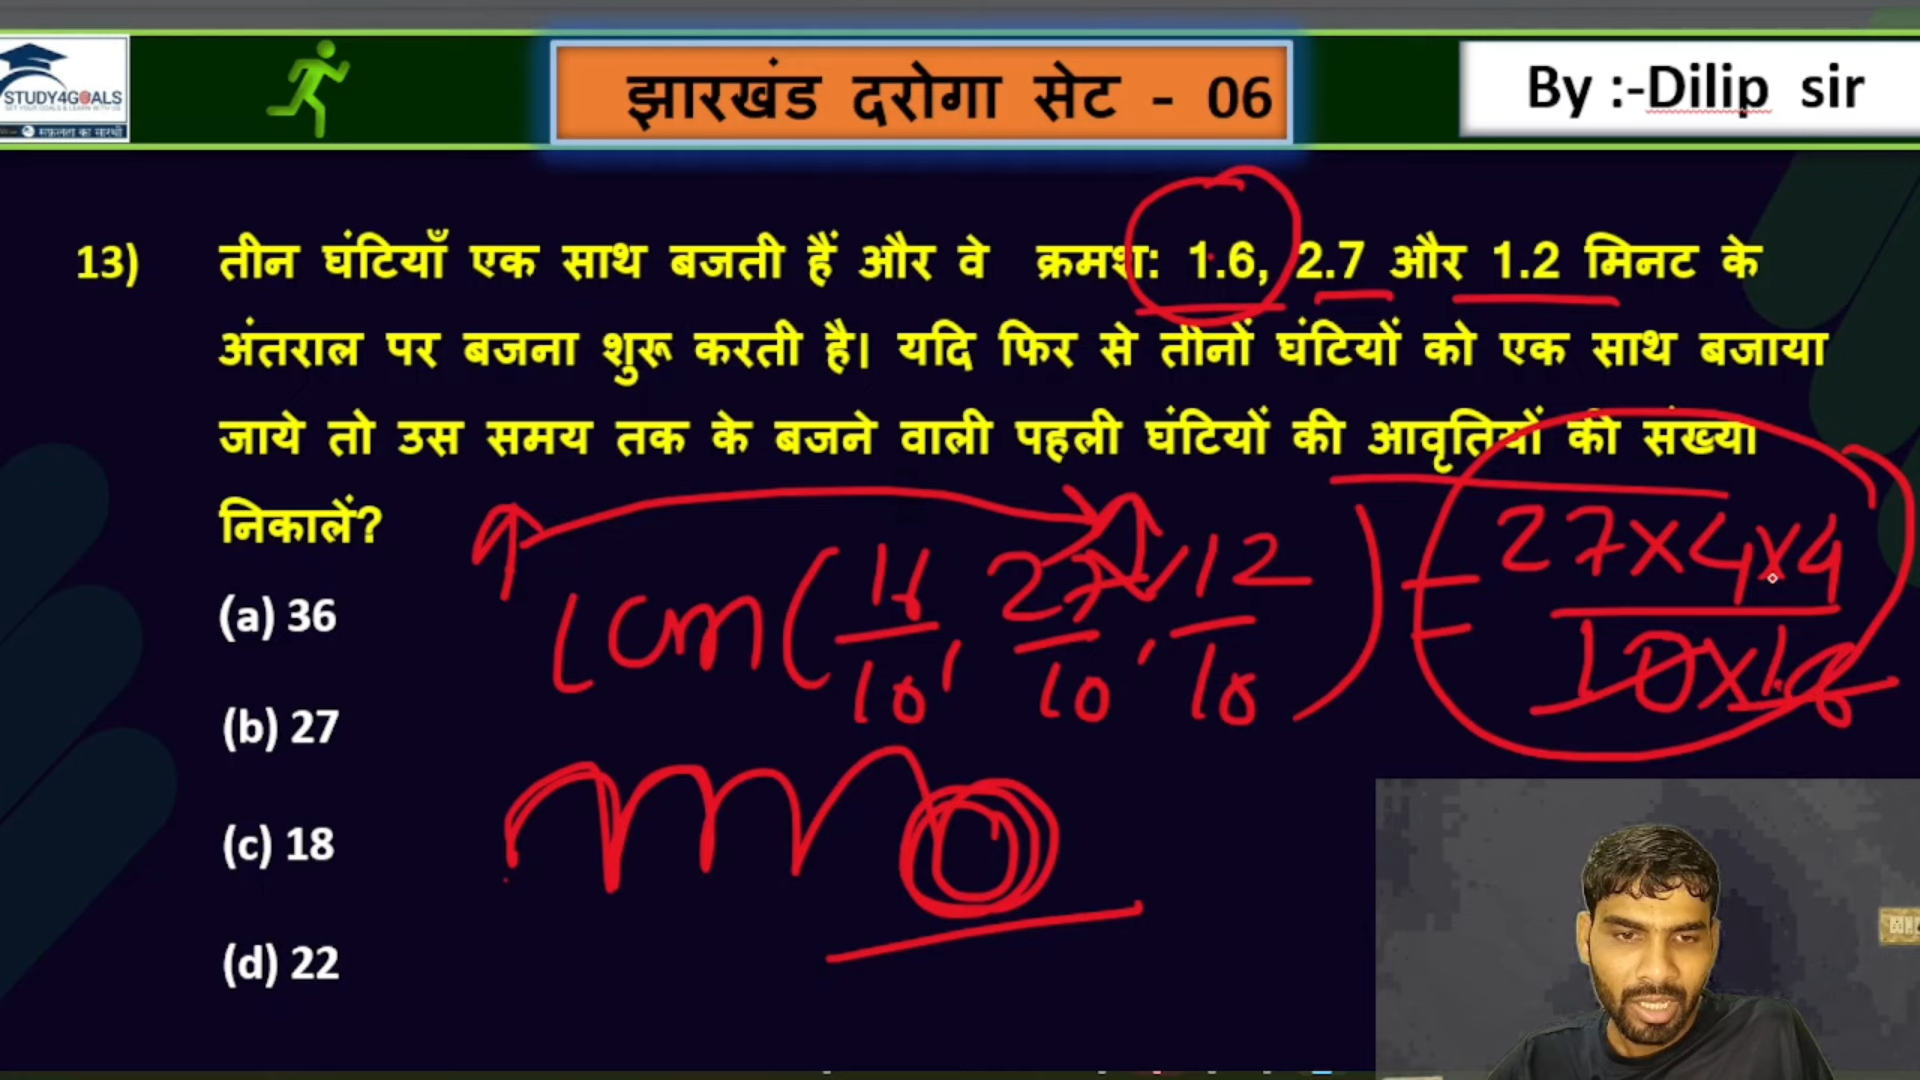 STUDY4GOALS
सफलता का सारथी
झारखंड दरोगा सेट - 06
By :-Dilip sir
13) तीन घंटियाँ एक साथ बजती हैं और वे क्रमश: 1.6, 2.7 और 1.2 मिनट के
अंतराल पर बजना शुरू करती है। यदि फिर से तीनों घंटियों को एक साथ बजाया
जाये तो उस समय तक के बजने वाली पहली घंटियों की आवृतियों की संख्या
निकालें?
(a) 36
(b) 27
(c) 18
(d) 22
Lcm (16/10, 27/10, 12/10) = 27×4×4
10×1.6